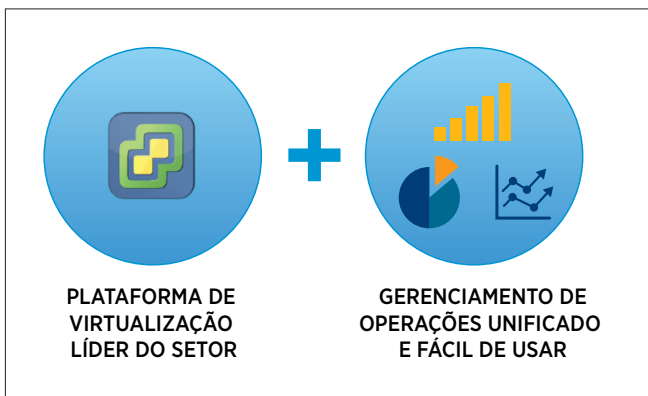 PLATAFORMA DE
VIRTUALIZAÇÃO
LÍDER DO SETOR
GERENCIAMENTO DE
OPERAÇÕES UNIFICADO
E FÁCIL DE USAR